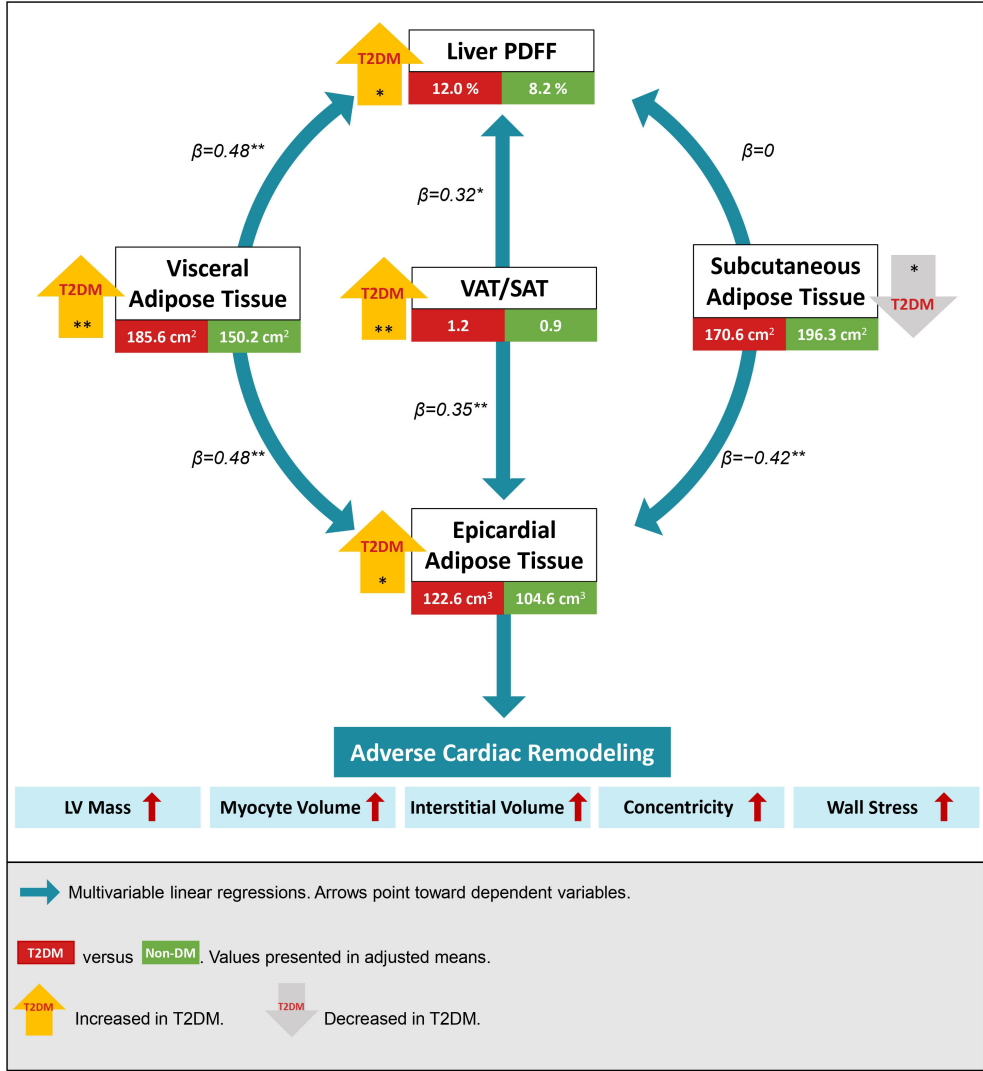 T2DM
*
Liver PDFF
12.0 % 8.2 %
β=0.48**
β=0.32*
β=0
T2DM
**
Visceral
Adipose Tissue
185.6 cm² 150.2 cm²
T2DM
**
VAT/SAT
1.2 0.9
Subcutaneous
Adipose Tissue
170.6 cm² 196.3 cm²
*
T2DM
β=0.48**
β=0.35**
β=−0.42**
T2DM
*
Epicardial
Adipose Tissue
122.6 cm³ 104.6 cm³
Adverse Cardiac Remodeling
LV Mass Myocyte Volume Interstitial Volume Concentricity Wall Stress
Multivariable linear regressions. Arrows point toward dependent variables.
T2DM versus Non-DM. Values presented in adjusted means.
T2DM Increased in T2DM. T2DM Decreased in T2DM.